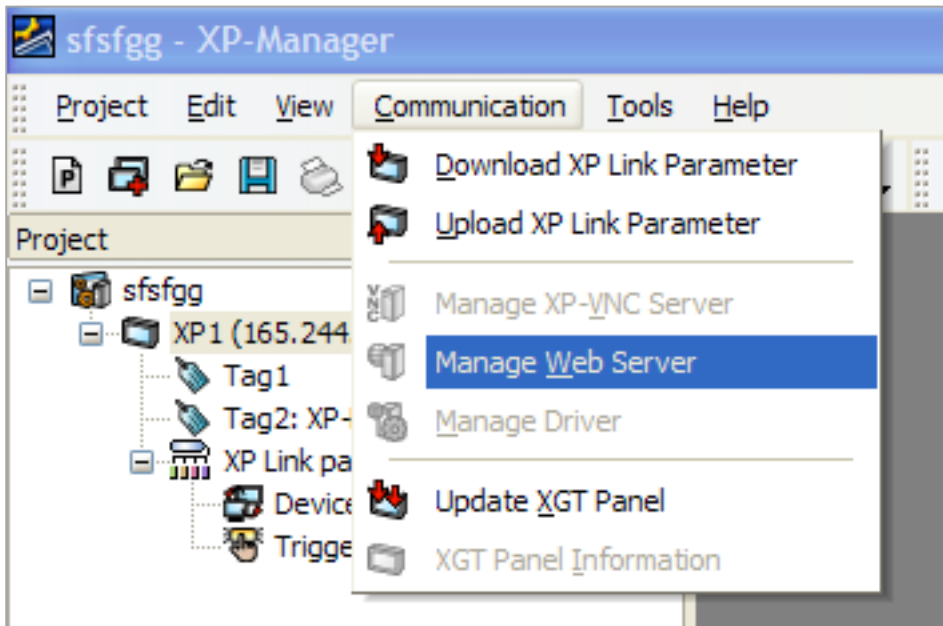 sfsfgg - XP-Manager
Project Edit View Communication Tools Help
P
Download XP Link Parameter
Upload XP Link Parameter
Project
sfsfgg
VNC Manage XP-VNC Server
XP1 (165.244.
Manage Web Server
Tag1
Tag2: XP-
Manage Driver
XP Link pa
Device
Update XGT Panel
Trigge
XGT Panel Information